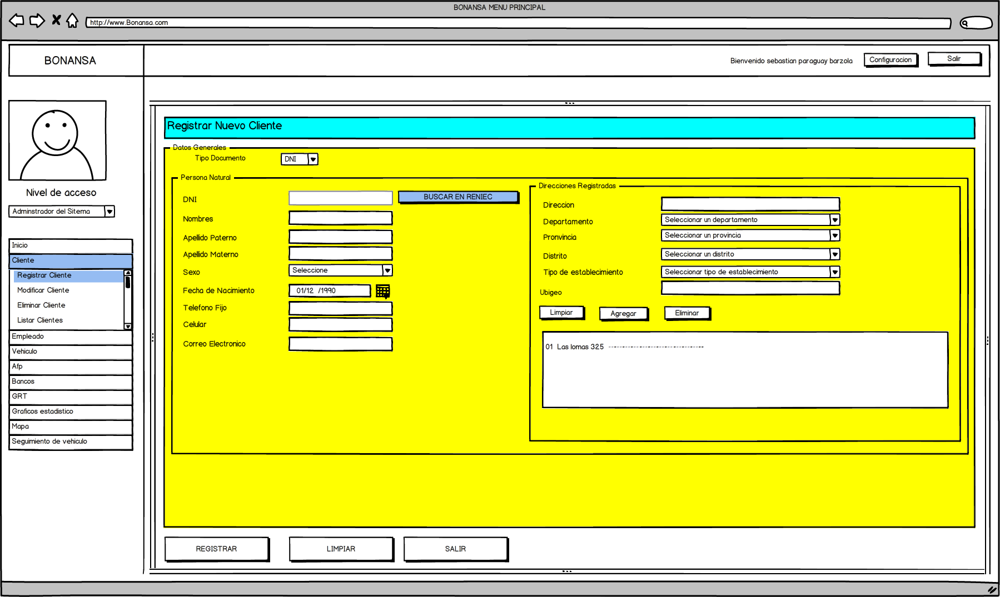 BONANSA MENU PRINCIPAL
http://www.Bonansa.com
BONANSA
Bienvenido sebastian paraguay barzola
Configuracion
Salir
Nivel de acceso
Adminstrador del Sitema
Inicio
Cliente
Registrar Cliente
Modificar Cliente
Eliminar Cliente
Listar Clientes
Empleado
Vehiculo
Afp
Bancos
GRT
Graficos estadistico
Mapa
Seguimiento de vehiculo
Registrar Nuevo Cliente
Datos Generales
Tipo Documento
DNI
Persona Natural
DNI
BUSCAR EN RENIEC
Nombres
Apellido Paterno
Apellido Materno
Sexo
Seleccione
Fecha de Nacimiento
01/12 /1990
Telefono Fijo
Celular
Correo Electronico
Direcciones Registradas
Direccion
Departamento
Seleccionar un departamento
Pronvincia
Seleccionar un provincia
Distrito
Seleccionar un distrito
Tipo de establecimiento
Seleccionar tipo de establecimiento
Ubigeo
Limpiar
Agregar
Eliminar
01 Las lomas 325 ----------------------------------
REGISTRAR
LIMPIAR
SALIR